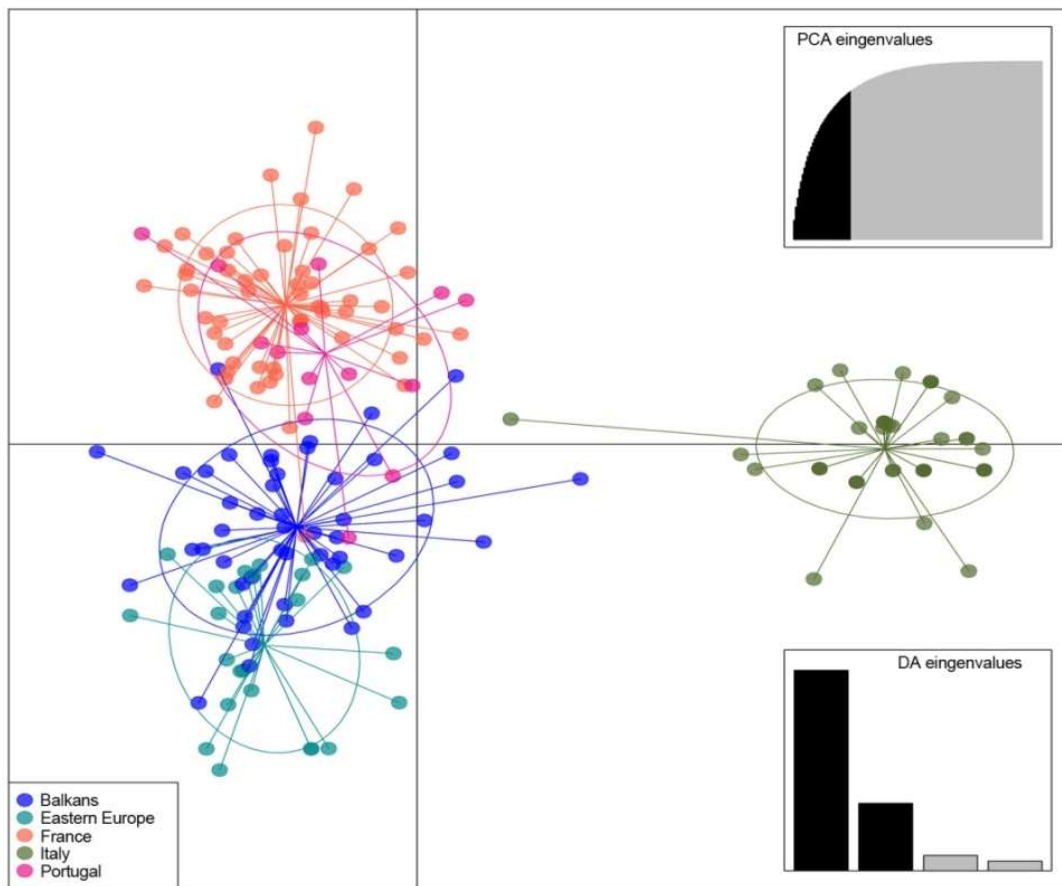 PCA eingenvalues
DA eingenvalues
Balkans
Eastern Europe
France
Italy
Portugal